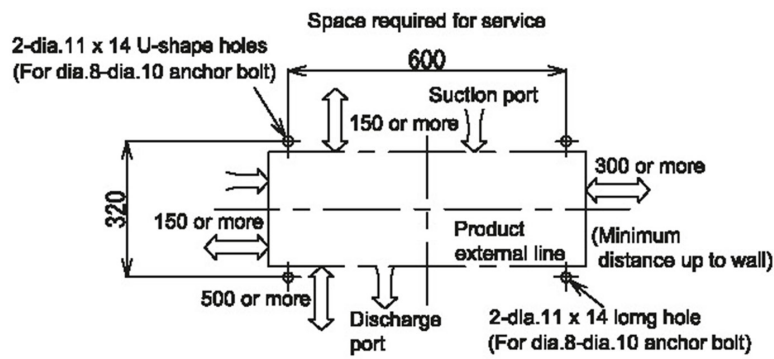 Space required for service
2-dia.11 x 14 U-shape holes
(For dia.8-dia.10 anchor bolt)
600
Suction port
150 or more
300 or more
320
150 or more
Product
external line
(Minimum
distance up to wall)
500 or more
Discharge
port
2-dia.11 x 14 lomg hole
(For dia.8-dia.10 anchor bolt)